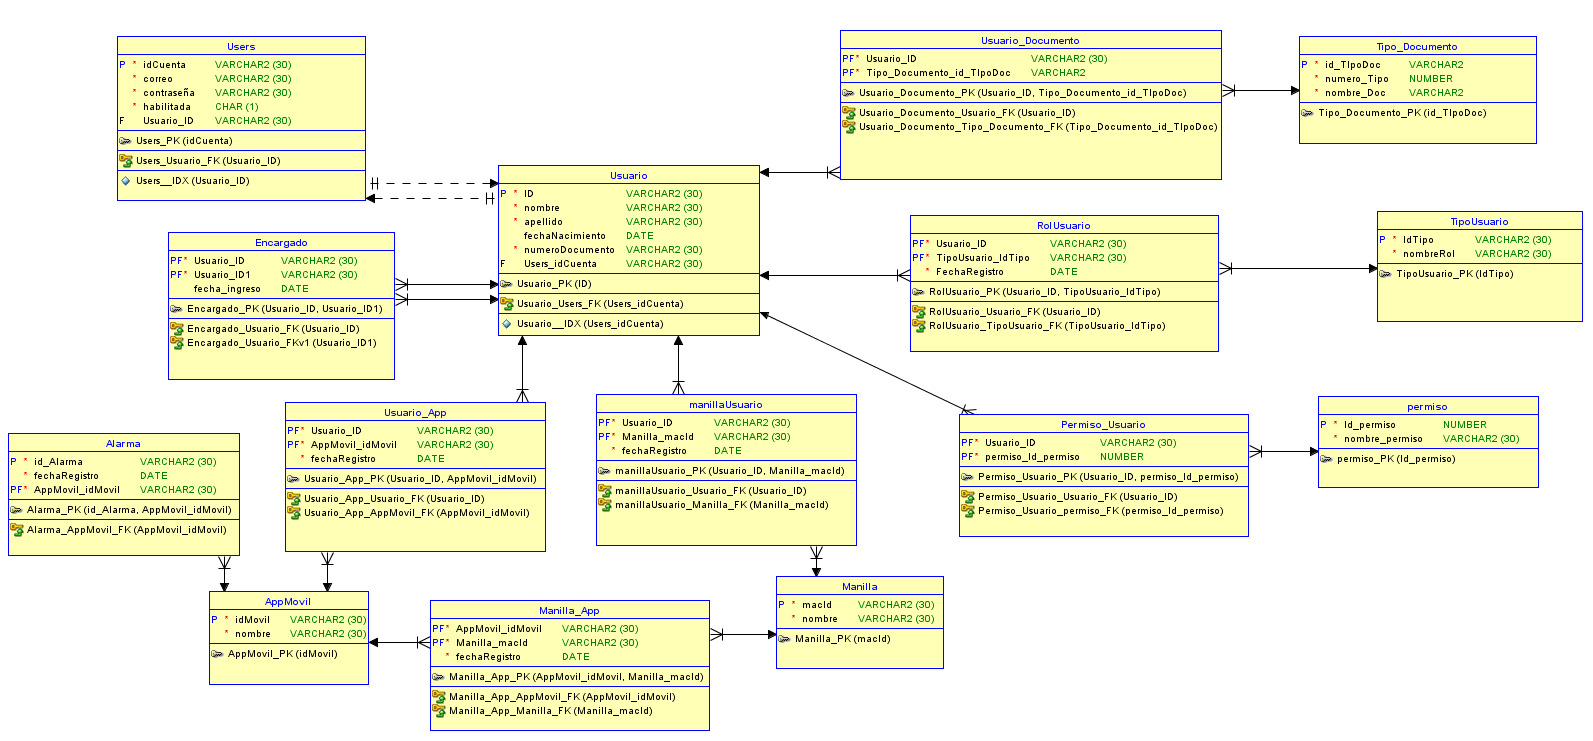 Users
P * idCuenta VARCHAR2 (30)
* correo VARCHAR2 (30)
* contraseña VARCHAR2 (30)
* habilitada CHAR (1)
F Usuario_ID VARCHAR2 (30)
Users_PK (idCuenta)
Users_Usuario_FK (Usuario_ID)
Users__IDX (Usuario_ID)
Usuario_Documento
PF* Usuario_ID VARCHAR2 (30)
PF* Tipo_Documento_id_TIpoDoc VARCHAR2
Usuario_Documento_PK (Usuario_ID, Tipo_Documento_id_TIpoDoc)
Usuario_Documento_Usuario_FK (Usuario_ID)
Usuario_Documento_Tipo_Documento_FK (Tipo_Documento_id_TIpoDoc)
Tipo_Documento
P * id_TIpoDoc VARCHAR2
* numero_Tipo NUMBER
* nombre_Doc VARCHAR2
Tipo_Documento_PK (id_TIpoDoc)
Usuario
P * ID VARCHAR2 (30)
* nombre VARCHAR2 (30)
* apellido VARCHAR2 (30)
fechaNacimiento DATE
* numeroDocumento VARCHAR2 (30)
F Users_idCuenta VARCHAR2 (30)
Usuario_PK (ID)
Usuario_Users_FK (Users_idCuenta)
Usuario__IDX (Users_idCuenta)
Encargado
PF* Usuario_ID VARCHAR2 (30)
PF* Usuario_ID1 VARCHAR2 (30)
fecha_ingreso DATE
Encargado_PK (Usuario_ID, Usuario_ID1)
Encargado_Usuario_FK (Usuario_ID)
Encargado_Usuario_FKv1 (Usuario_ID1)
RolUsuario
PF* Usuario_ID VARCHAR2 (30)
PF* TipoUsuario_IdTipo VARCHAR2 (30)
* FechaRegistro DATE
RolUsuario_PK (Usuario_ID, TipoUsuario_IdTipo)
RolUsuario_Usuario_FK (Usuario_ID)
RolUsuario_TipoUsuario_FK (TipoUsuario_IdTipo)
TipoUsuario
P * IdTipo VARCHAR2 (30)
* nombreRol VARCHAR2 (30)
TipoUsuario_PK (IdTipo)
Alarma
P * id_Alarma VARCHAR2 (30)
* fechaRegistro DATE
PF* AppMovil_idMovil VARCHAR2 (30)
Alarma_PK (id_Alarma, AppMovil_idMovil)
Alarma_AppMovil_FK (AppMovil_idMovil)
Usuario_App
PF* Usuario_ID VARCHAR2 (30)
PF* AppMovil_idMovil VARCHAR2 (30)
* fechaRegistro DATE
Usuario_App_PK (Usuario_ID, AppMovil_idMovil)
Usuario_App_Usuario_FK (Usuario_ID)
Usuario_App_AppMovil_FK (AppMovil_idMovil)
manillaUsuario
PF* Usuario_ID VARCHAR2 (30)
PF* Manilla_macId VARCHAR2 (30)
* fechaRegistro DATE
manillaUsuario_PK (Usuario_ID, Manilla_macId)
manillaUsuario_Usuario_FK (Usuario_ID)
manillaUsuario_Manilla_FK (Manilla_macId)
Permiso_Usuario
PF* Usuario_ID VARCHAR2 (30)
PF* permiso_Id_permiso NUMBER
Permiso_Usuario_PK (Usuario_ID, permiso_Id_permiso)
Permiso_Usuario_Usuario_FK (Usuario_ID)
Permiso_Usuario_permiso_FK (permiso_Id_permiso)
permiso
P * Id_permiso NUMBER
* nombre_permiso VARCHAR2 (30)
permiso_PK (Id_permiso)
AppMovil
P * idMovil VARCHAR2 (30)
* nombre VARCHAR2 (30)
AppMovil_PK (idMovil)
Manilla_App
PF* AppMovil_idMovil VARCHAR2 (30)
PF* Manilla_macId VARCHAR2 (30)
* fechaRegistro DATE
Manilla_App_PK (AppMovil_idMovil, Manilla_macId)
Manilla_App_AppMovil_FK (AppMovil_idMovil)
Manilla_App_Manilla_FK (Manilla_macId)
Manilla
P * macId VARCHAR2 (30)
* nombre VARCHAR2 (30)
Manilla_PK (macId)